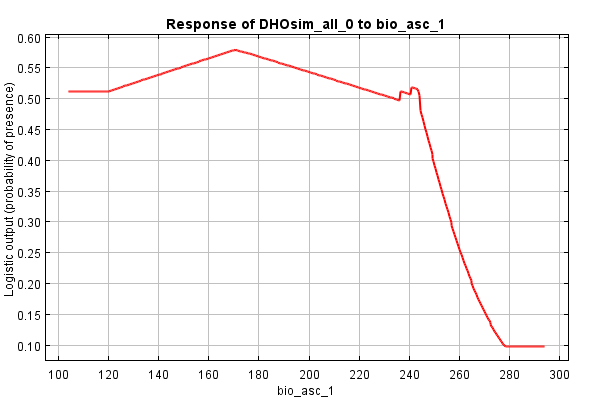 Response of DHOsim_all_0 to bio_asc_1
0.60
0.55
0.50
0.45
0.40
0.35
0.30
0.25
0.20
0.15
0.10
Logistic output (probability of presence)
100 120 140 160 180 200 220 240 260 280 300
bio_asc_1